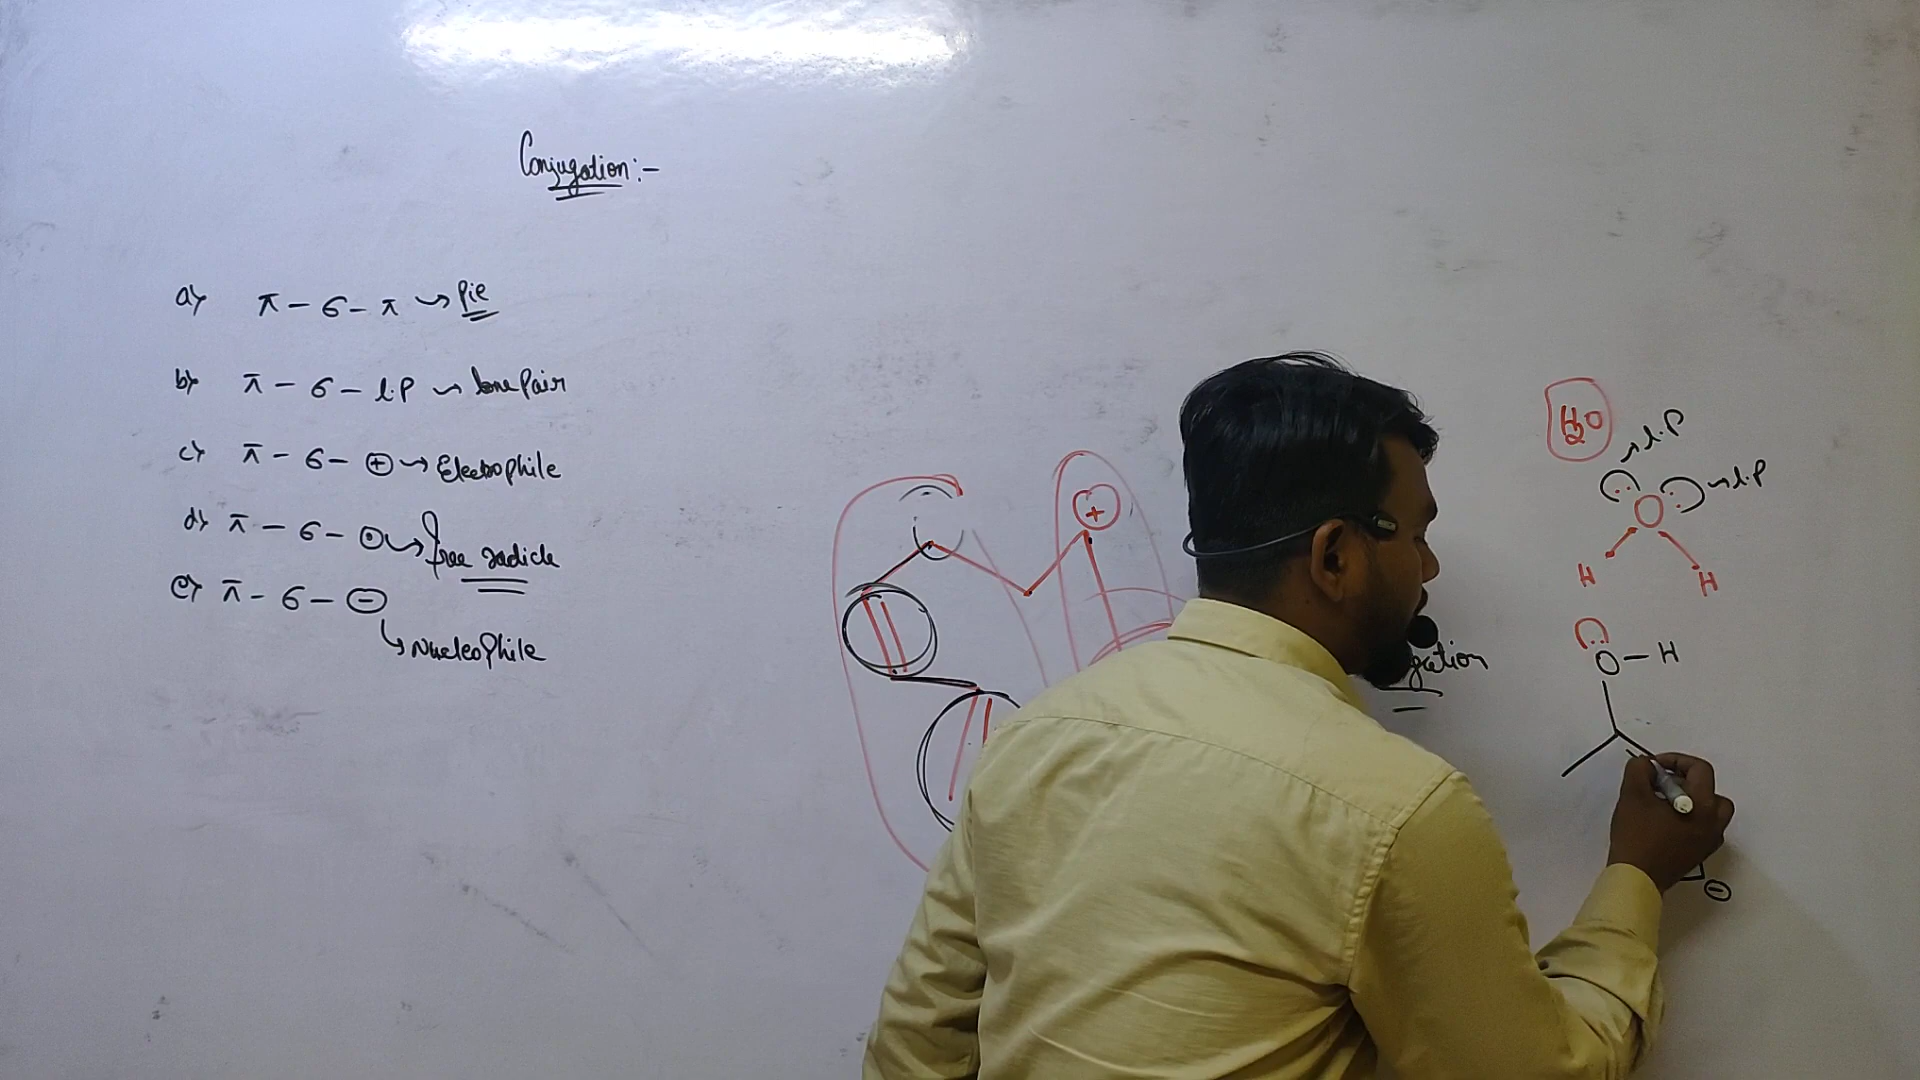 Conjugation:-
a) π - σ - π → Pie
b) π - σ - l.P → lone Pair
c) π - σ - ⊕ → Electrophile
d) π - σ - ⊙ → free radicle
e) π - σ - ⊖
↳ Nucleophile
+
gation
H2O
→ l.P
→ l.P
O
H H
O - H
⊖